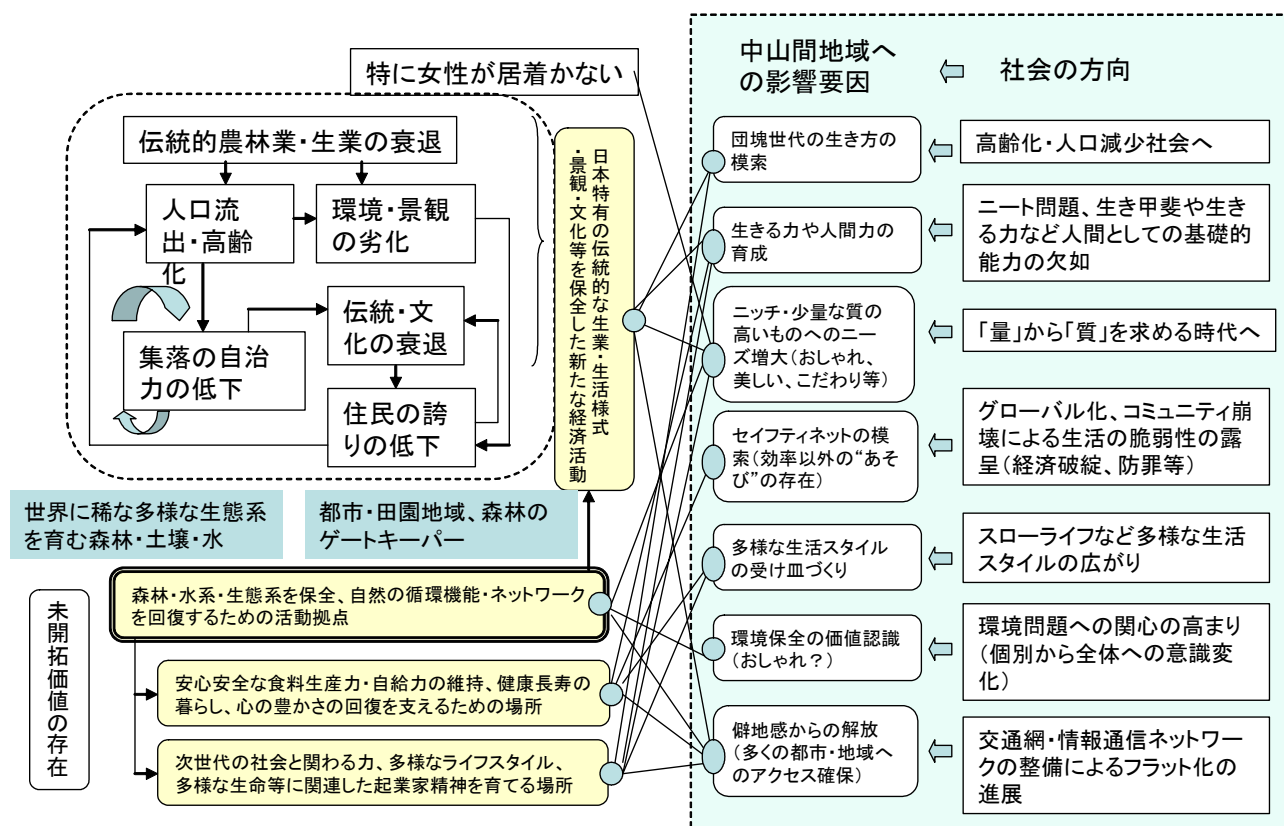 特に女性が居着かない
伝統的農林業・生業の衰退
人口流
出・高齢
化
環境・景観
の劣化
伝統・文
化の衰退
集落の自治
力の低下
住民の誇
りの低下
日本特有の伝統的な生業・生活様式
・景観・文化等を保全した新たな経済活動
世界に稀な多様な生態系
を育む森林・土壌・水
都市・田園地域、森林の
ゲートキーパー
未開拓価値の存在
森林・水系・生態系を保全、自然の循環機能・ネットワーク
を回復するための活動拠点
安心安全な食料生産力・自給力の維持、健康長寿の
暮らし、心の豊かさの回復を支えるための場所
次世代の社会と関わる力、多様なライフスタイル、
多様な生命等に関連した起業家精神を育てる場所
中山間地域へ
の影響要因
社会の方向
団塊世代の生き方の
模索
高齢化・人口減少社会へ
生きる力や人間力の
育成
ニート問題、生き甲斐や生き
る力など人間としての基礎的
能力の欠如
ニッチ・少量な質の
高いものへのニー
ズ増大（おしゃれ、
美しい、こだわり等）
「量」から「質」を求める時代へ
セイフティネットの模
索（効率以外の“あそ
び”の存在）
グローバル化、コミュニティ崩
壊による生活の脆弱性の露
呈（経済破綻、防罪等）
多様な生活スタイル
の受け皿づくり
スローライフなど多様な生活
スタイルの広がり
環境保全の価値認識
（おしゃれ？）
環境問題への関心の高まり
（個別から全体への意識変
化）
僻地感からの解放
（多くの都市・地域へ
のアクセス確保）
交通網・情報通信ネットワー
クの整備によるフラット化の
進展